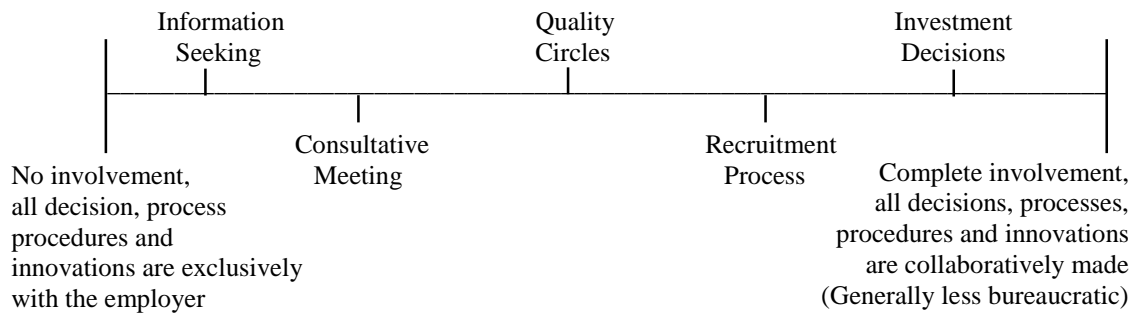 Information
Seeking
Quality
Circles
Investment
Decisions
Consultative
Meeting
Recruitment
Process
No involvement,
all decision, process
procedures and
innovations are exclusively
with the employer
Complete involvement,
all decisions, processes,
procedures and innovations
are collaboratively made
(Generally less bureaucratic)